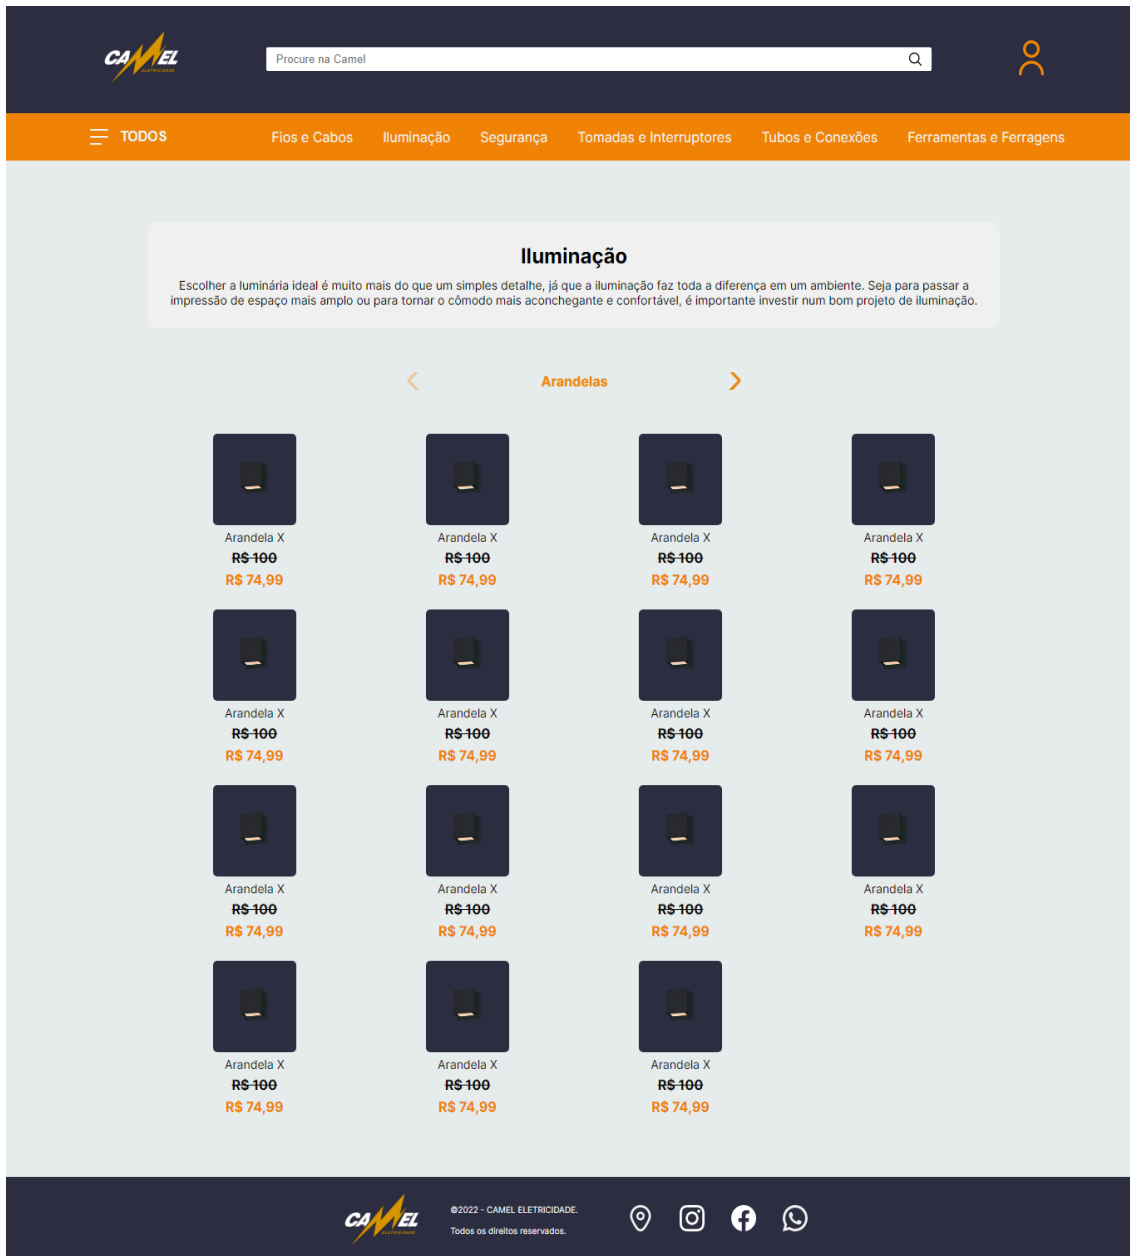 CAMEL
ELETRICIDADE
Procure na Camel
TODOS
Fios e Cabos
Iluminação
Segurança
Tomadas e Interruptores
Tubos e Conexões
Ferramentas e Ferragens
Iluminação
Escolher a luminária ideal é muito mais do que um simples detalhe, já que a iluminação faz toda a diferença em um ambiente. Seja para passar a
impressão de espaço mais amplo ou para tornar o cômodo mais aconchegante e confortável, é importante investir num bom projeto de iluminação.
Arandelas
Arandela X
R$ 100
R$ 74,99
Arandela X
R$ 100
R$ 74,99
Arandela X
R$ 100
R$ 74,99
Arandela X
R$ 100
R$ 74,99
Arandela X
R$ 100
R$ 74,99
Arandela X
R$ 100
R$ 74,99
Arandela X
R$ 100
R$ 74,99
Arandela X
R$ 100
R$ 74,99
Arandela X
R$ 100
R$ 74,99
Arandela X
R$ 100
R$ 74,99
Arandela X
R$ 100
R$ 74,99
Arandela X
R$ 100
R$ 74,99
Arandela X
R$ 100
R$ 74,99
Arandela X
R$ 100
R$ 74,99
Arandela X
R$ 100
R$ 74,99
CAMEL
ELETRICIDADE
©2022 - CAMEL ELETRICIDADE.
Todos os direitos reservados.